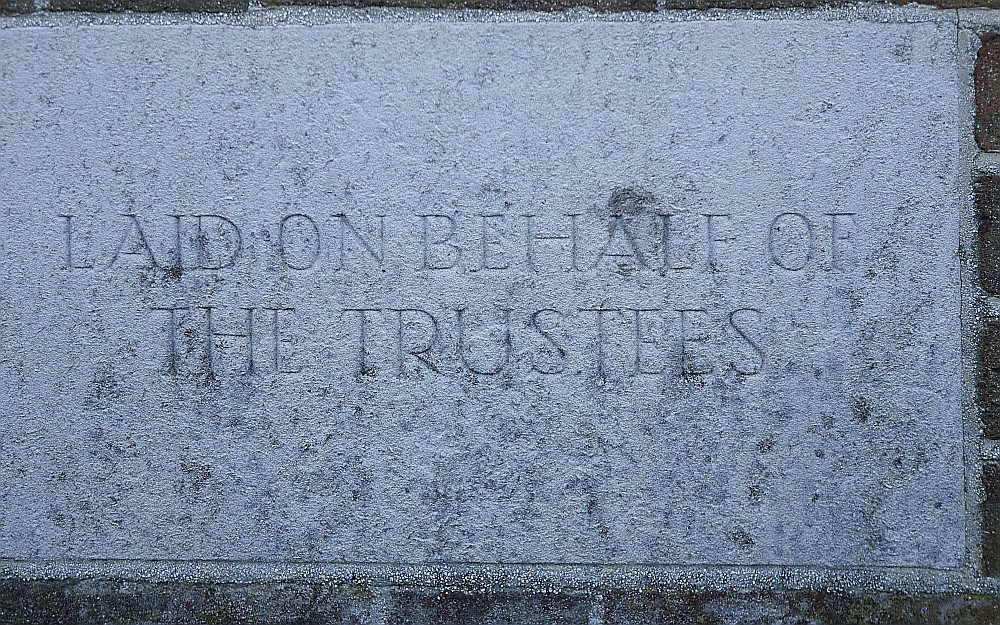 LAID ON BEHALF OF
THE TRUSTEES